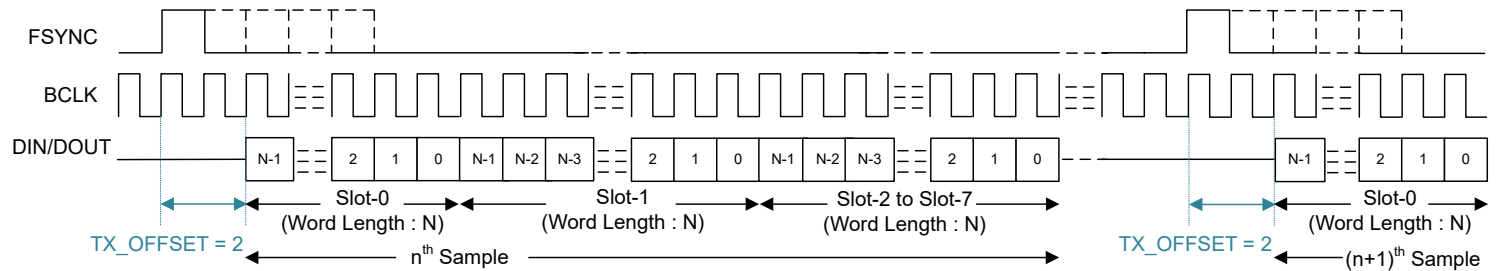 FSYNC
BCLK
DIN/DOUT
N-1 2 1 0 N-1 N-2 N-3 2 1 0 N-1 N-2 N-3 2 1 0 N-1 2 1 0
Slot-0 Slot-1 Slot-2 to Slot-7 Slot-0
(Word Length : N) (Word Length : N) (Word Length : N) (Word Length : N)
TX_OFFSET = 2 TX_OFFSET = 2
nth Sample (n+1)th Sample